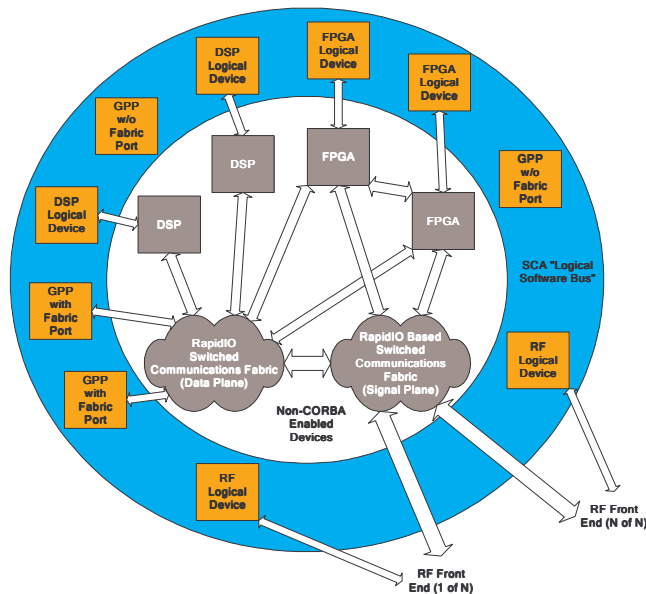 DSP
Logical
Device
FPGA
Logical
Device
FPGA
Logical
Device
GPP
w/o
Fabric
Port
GPP
w/o
Fabric
Port
DSP
FPGA
DSP
Logical
Device
DSP
FPGA
SCA "Logical
Software Bus"
GPP
with
Fabric
Port
RapidIO
Switched
Communications Fabric
(Data Plane)
RapidIO Based
Switched
Communications
Fabric
(Signal Plane)
RF
Logical
Device
GPP
with
Fabric
Port
Non-CORBA
Enabled
Devices
RF
Logical
Device
RF Front
End (N of N)
RF Front
End (1 of N)